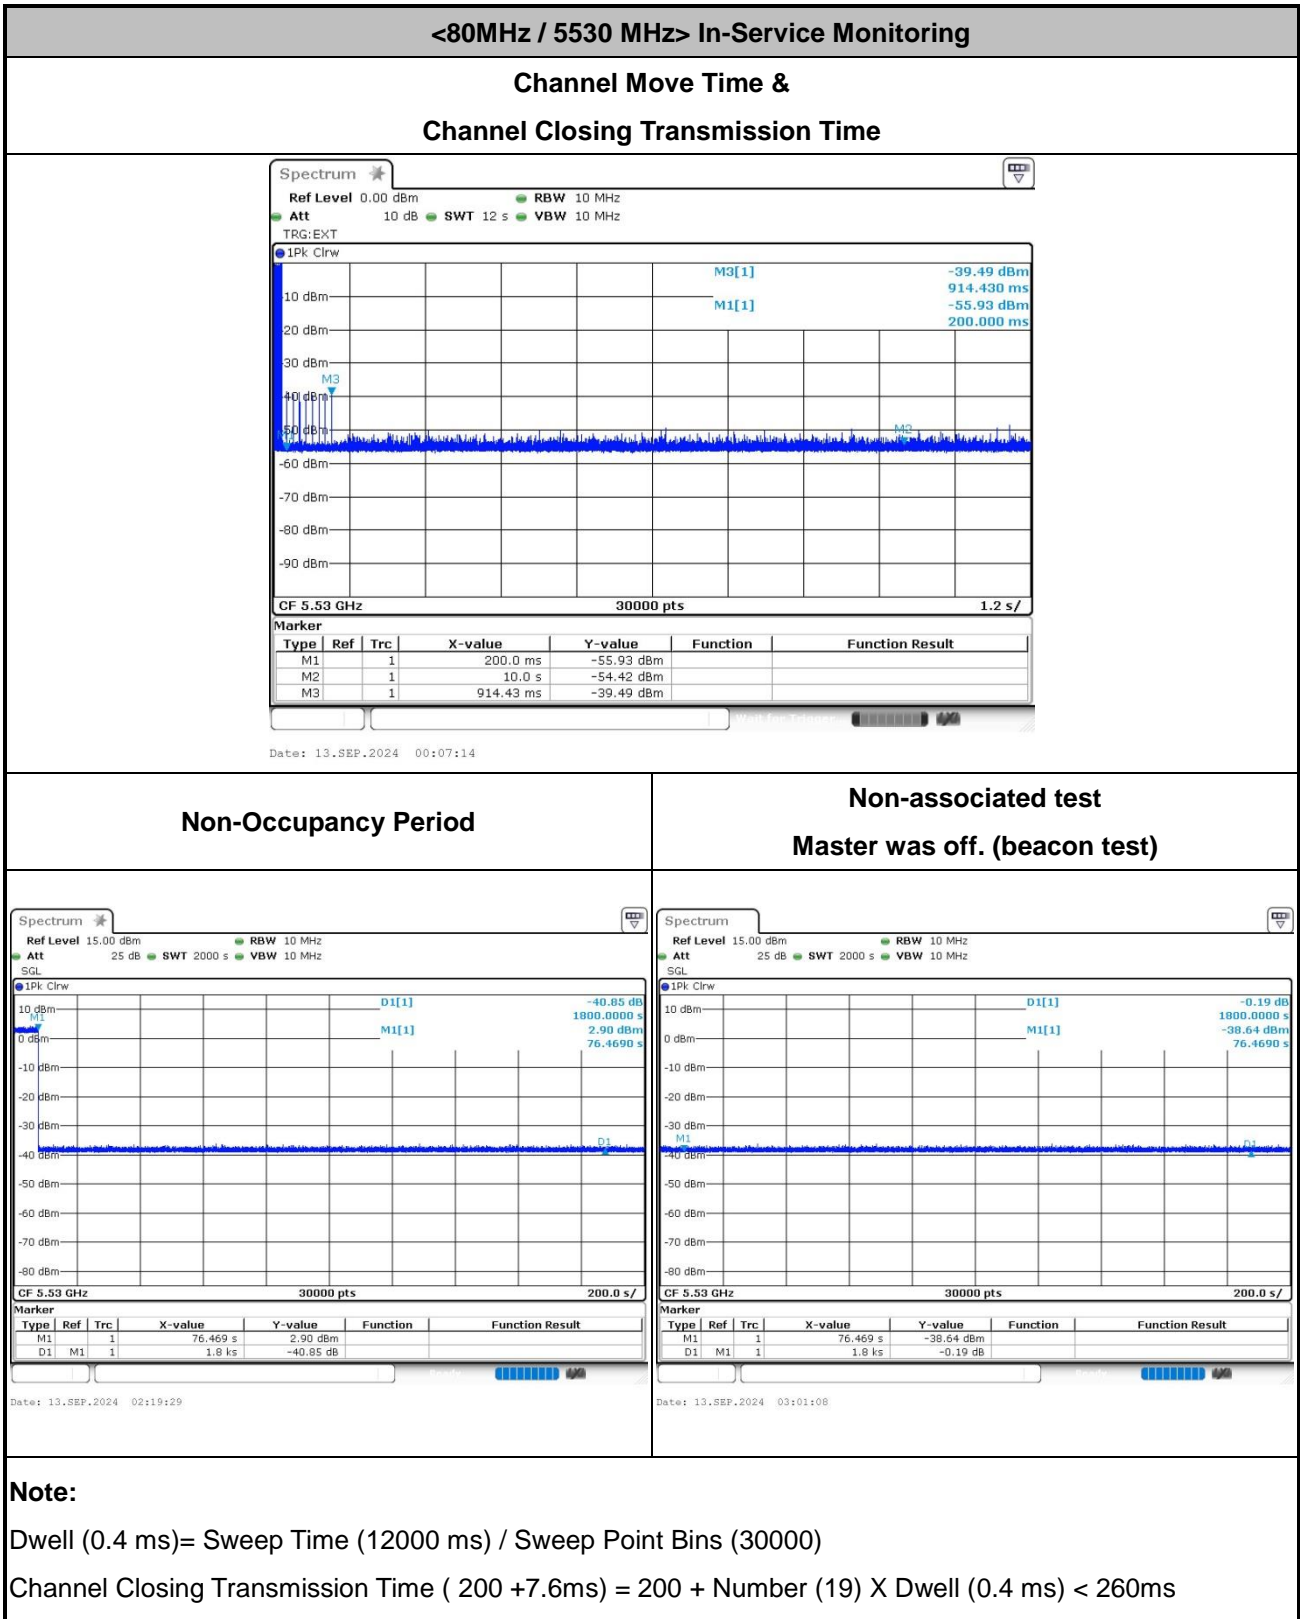 <80MHz / 5530 MHz> In-Service Monitoring
Channel Move Time &
Channel Closing Transmission Time
Spectrum
Ref Level 0.00 dBm RBW 10 MHz
Att 10 dB SWT 12 s VBW 10 MHz
TRG:EXT
1Pk Clrw
M3[1] -39.49 dBm
914.430 ms
-10 dBm
M1[1] -55.93 dBm
200.000 ms
-20 dBm
-30 dBm
M3
-40 dBm
-50 dBm
M2
-60 dBm
-70 dBm
-80 dBm
-90 dBm
CF 5.53 GHz 30000 pts 1.2 s/
Marker
Type Ref Trc X-value Y-value Function Function Result
M1 1 200.0 ms -55.93 dBm
M2 1 10.0 s -54.42 dBm
M3 1 914.43 ms -39.49 dBm
Wait for Trigger
Date: 13.SEP.2024 00:07:14
Non-Occupancy Period
Non-associated test
Master was off. (beacon test)
Spectrum
Ref Level 15.00 dBm RBW 10 MHz
Att 25 dB SWT 2000 s VBW 10 MHz
SGL
1Pk Clrw
D1[1] -40.85 dB
1800.0000 s
10 dBm
M1
M1[1] 2.90 dBm
76.4690 s
0 dBm
-10 dBm
-20 dBm
-30 dBm
D1
-40 dBm
-50 dBm
-60 dBm
-70 dBm
-80 dBm
CF 5.53 GHz 30000 pts 200.0 s/
Marker
Type Ref Trc X-value Y-value Function Function Result
M1 1 76.469 s 2.90 dBm
D1 M1 1 1.8 ks -40.85 dB
Ready
Date: 13.SEP.2024 02:19:29
Spectrum
Ref Level 15.00 dBm RBW 10 MHz
Att 25 dB SWT 2000 s VBW 10 MHz
SGL
1Pk Clrw
D1[1] -0.19 dB
1800.0000 s
10 dBm
M1[1] -38.64 dBm
76.4690 s
0 dBm
-10 dBm
-20 dBm
-30 dBm
M1
D1
-40 dBm
-50 dBm
-60 dBm
-70 dBm
-80 dBm
CF 5.53 GHz 30000 pts 200.0 s/
Marker
Type Ref Trc X-value Y-value Function Function Result
M1 1 76.469 s -38.64 dBm
D1 M1 1 1.8 ks -0.19 dB
Ready
Date: 13.SEP.2024 03:01:08
Note:
Dwell (0.4 ms)= Sweep Time (12000 ms) / Sweep Point Bins (30000)
Channel Closing Transmission Time ( 200 +7.6ms) = 200 + Number (19) X Dwell (0.4 ms) < 260ms